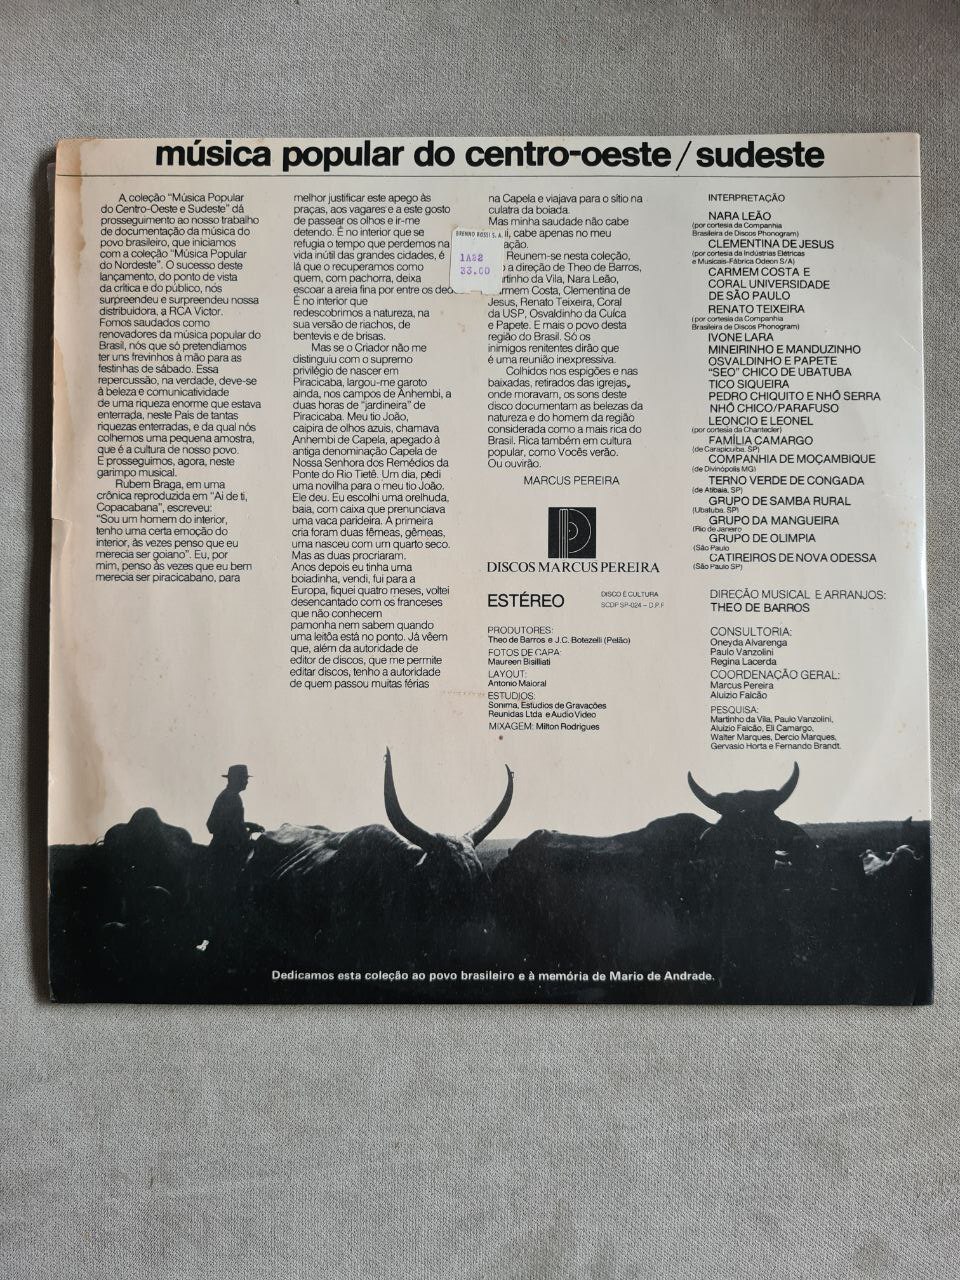 música popular do centro-oeste / sudeste
A coleção "Música Popular
do Centro-Oeste e Sudeste" dá
prosseguimento ao nosso trabalho
de documentação da música do
povo brasileiro, que iniciamos
com a coleção "Música Popular
do Nordeste". O sucesso deste
lançamento, do ponto de vista
da crítica e do público, nós
surpreendeu e surpreendeu nossa
distribuidora, a RCA Victor.
Fomos saudados como
renovadores da música popular do
Brasil, nós que só pretendíamos
ter uns frevinhos à mão para as
festinhas de sábado. Essa
repercussão, na verdade, deve-se
à beleza e comunicatividade
de uma riqueza enorme que estava
enterrada, neste País de tantas
riquezas enterradas, e da qual nós
colhemos uma pequena amostra,
que é a cultura de nosso povo.
E prosseguimos, agora, neste
garimpo musical.
Rubem Braga, em uma
crônica reproduzida em "Ai de ti,
Copacabana", escreveu:
"Sou um homem do interior,
tenho uma certa emoção do
interior, às vezes penso que eu
merecia ser goiano". Eu, por
mim, penso às vezes que eu bem
merecia ser piracicabano, para
melhor justificar este apego às
praças, aos vagares e a este gosto
de passear os olhos e ir-me
detendo. É no interior que se
refugia o tempo que perdemos na
vida inútil das grandes cidades, é
lá que o recuperamos como
quem, com pachorra, deixa
escoar a areia fina por entre os
É no interior que
redescobrimos a natureza, na
sua versão de riachos, de
bentevis e de brisas.
Mas se o Criador não me
distinguiu com o supremo
privilégio de nascer em
Piracicaba, largou-me garoto
ainda, nos campos de Anhembi, a
duas horas de "jardineira" de
Piracicaba. Meu tio João,
caipira de olhos azuis, chamava
Anhembi de Capela, apegado à
antiga denominação Capela de
Nossa Senhora dos Remédios da
Ponte do Rio Tietê. Um dia, pedi
uma novilha para o meu tio João.
Ele deu. Eu escolhi uma orelhuda,
baia, com caixa que prenunciava
uma vaca parideira. À primeira
cria foram duas fêmeas, gêmeas,
uma nasceu com um quarto seco.
Mas as duas procriaram.
Anos depois eu tinha uma
boiadinha, vendi, fui para a
Europa, fiquei quatro meses, voltei
desencantado com os franceses
que não conhecem
pamonha nem sabem quando
uma leitôa está no ponto. Já vêem
que, além da autoridade de
editor de discos, que me permite
editar discos, tenho a autoridade
de quem passou muitas férias
na Capela e viajava para o sítio na
culatra da boiada.
Mas minha saudade não cabe
cabe apenas no meu
Reunem-se nesta coleção,
a direção de Theo de Barros,
da Vila, Nara Leão,
Costa, Clementina de
Jesus, Renato Teixeira, Coral
da USP, Osvaldinho da Cuíca
e Papete. E mais o povo desta
região do Brasil. Só os
inimigos renitentes dirão que
é uma reunião inexpressiva.
Colhidos nos espigões e nas
baixadas, retirados das igrejas,
onde moravam, os sons deste
disco documentam as belezas da
natureza e do homem da região
considerada como a mais rica do
Brasil. Rica também em cultura
popular, como Vocês verão.
Ou ouvirão.
MARCUS PEREIRA
BRENNO ROSSI S. A.
1A82
33.00
DISCOS MARCUS PEREIRA
ESTÉREO
DISCO É CULTURA
SCDP SP-024 - D.P.F
PRODUTORES:
Theo de Barros e J.C. Botezelli (Pelão)
FOTOS DE CAPA:
Maureen Bisilliati
LAYOUT:
Antonio Maioral
ESTUDIOS:
Sonima, Estudios de Gravações
Reunidas Ltda e Audio Video
MIXAGEM: Milton Rodrigues
INTERPRETAÇÃO
NARA LEÃO
(por cortesia da Companhia
Brasileira de Discos Phonogram)
CLEMENTINA DE JESUS
(por cortesia da Indústrias Elétricas
e Musicais-Fábrica Odeon S/A)
CARMEM COSTA E
CORAL UNIVERSIDADE
DE SÃO PAULO
RENATO TEIXEIRA
(por cortesia da Companhia
Brasileira de Discos Phonogram)
IVONE LARA
MINEIRINHO E MANDUZINHO
OSVALDINHO E PAPETE
"SEO" CHICO DE UBATUBA
TICO SIQUEIRA
PEDRO CHIQUITO E NHÔ SERRA
NHÔ CHICO/PARAFUSO
LEONCIO E LEONEL
(por cortesia da Chantecler)
FAMÍLIA CAMARGO
(de Carapicuíba, SP)
COMPANHIA DE MOÇAMBIQUE
(de Divinópolis MG)
TERNO VERDE DE CONGADA
(de Atibaia, SP)
GRUPO DE SAMBA RURAL
(Ubatuba, SP)
GRUPO DA MANGUEIRA
(Rio de Janeiro
GRUPO DE OLIMPIA
(São Paulo
CATIREIROS DE NOVA ODESSA
(São Paulo SP)
DIREÇÃO MUSICAL E ARRANJOS:
THEO DE BARROS
CONSULTORIA:
Oneyda Alvarenga
Paulo Vanzolini
Regina Lacerda
COORDENAÇÃO GERAL:
Marcus Pereira
Aluizio Falcão
PESQUISA:
Martinho da Vila, Paulo Vanzolini,
Aluizio Falcão, Eli Camargo,
Walter Marques, Dercio Marques,
Gervasio Horta e Fernando Brandt.
Dedicamos esta coleção ao povo brasileiro e à memória de Mario de Andrade.